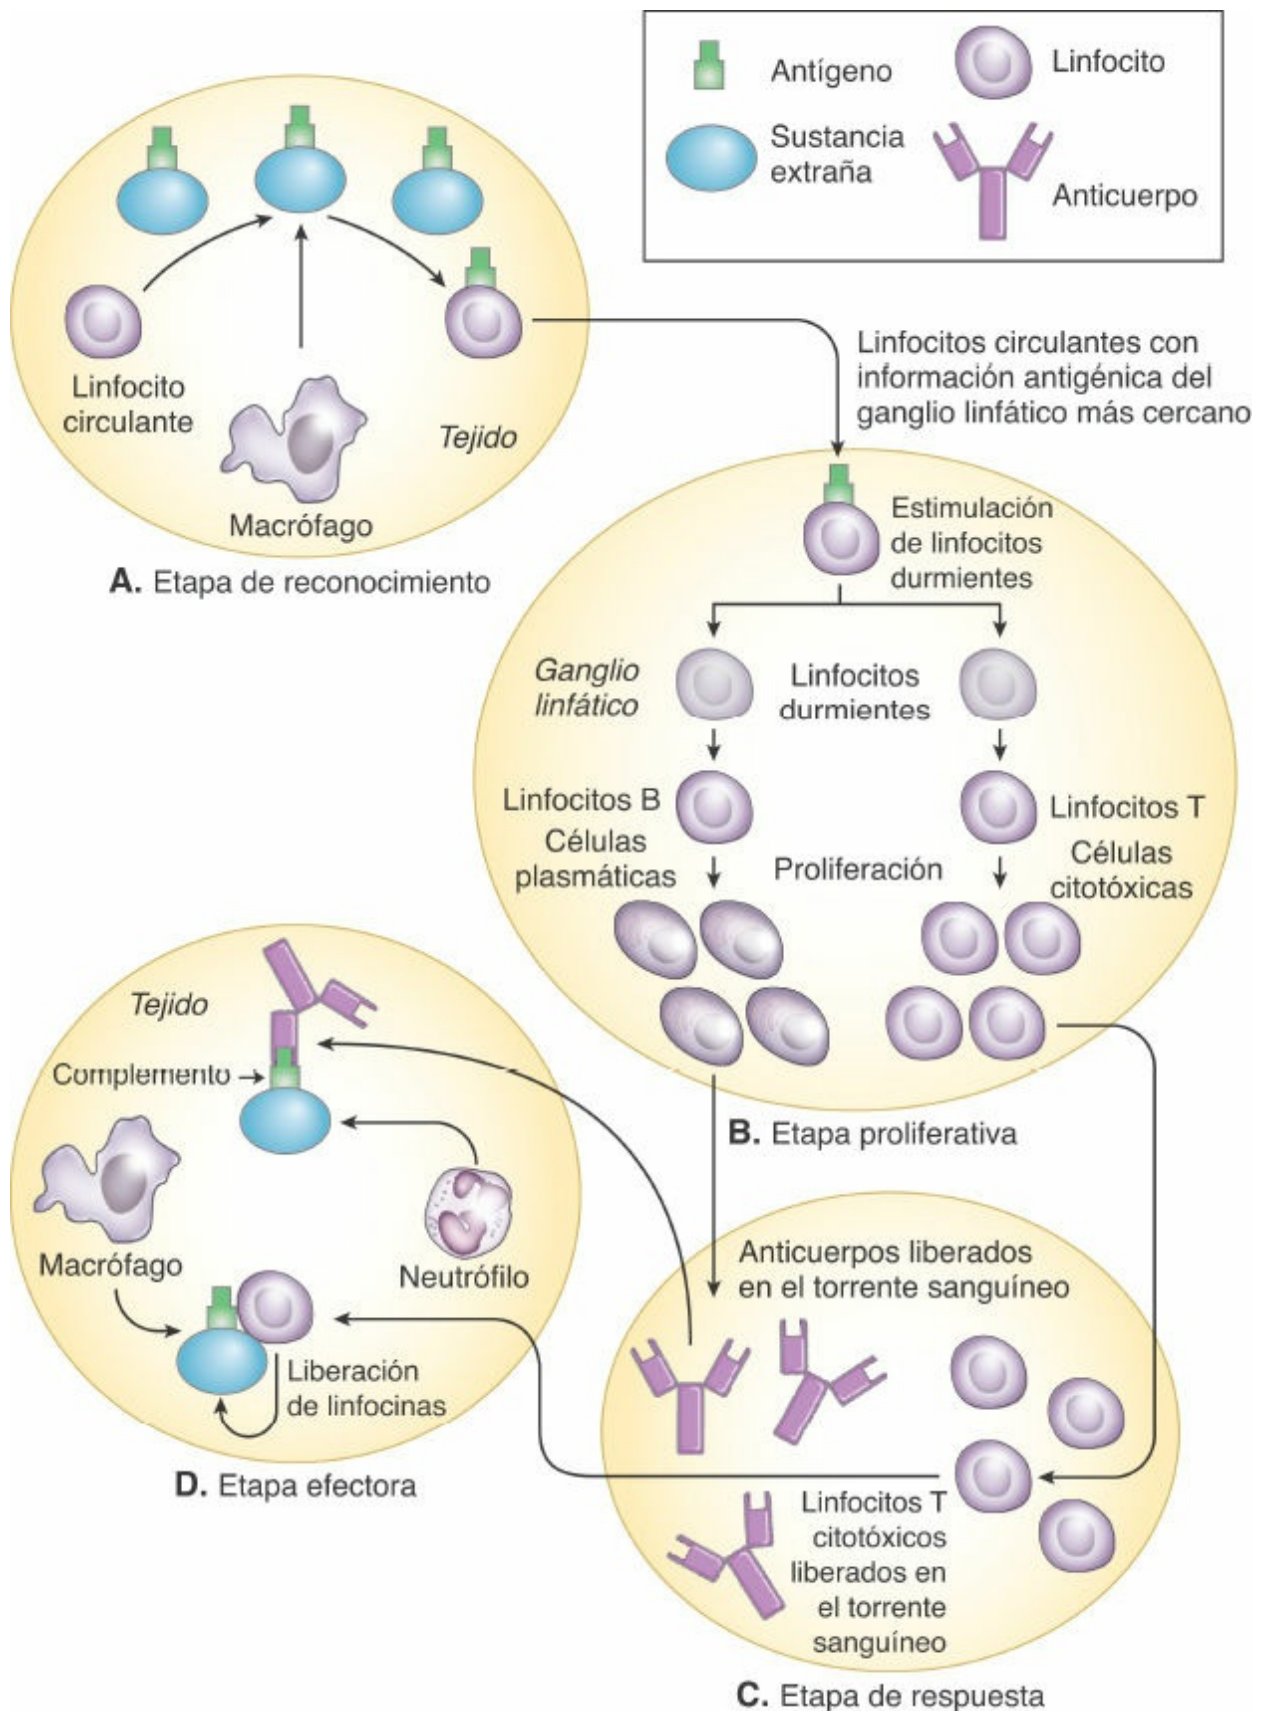 Antígeno
Linfocito
Sustancia
extraña
Anticuerpo
Linfocito
circulante
Tejido
Macrófago
A. Etapa de reconocimiento
Linfocitos circulantes con
información antigénica del
ganglio linfático más cercano
Estimulación
de linfocitos
durmientes
Ganglio
linfático
Linfocitos
durmientes
Linfocitos B
Células
plasmáticas
Proliferación
Linfocitos T
Células
citotóxicas
B. Etapa proliferativa
Anticuerpos liberados
en el torrente sanguíneo
Linfocitos T
citotóxicos
liberados en
el torrente
sanguíneo
C. Etapa de respuesta
Tejido
Complemento
Macrófago
Neutrófilo
Liberación
de linfocinas
D. Etapa efectora